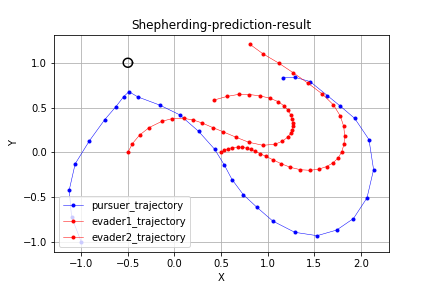 Shepherding-prediction-result
1.0
0.5
0.0
−0.5
−1.0
Y
pursuer_trajectory
evader1_trajectory
evader2_trajectory
−1.0 −0.5 0.0 0.5 1.0 1.5 2.0
X